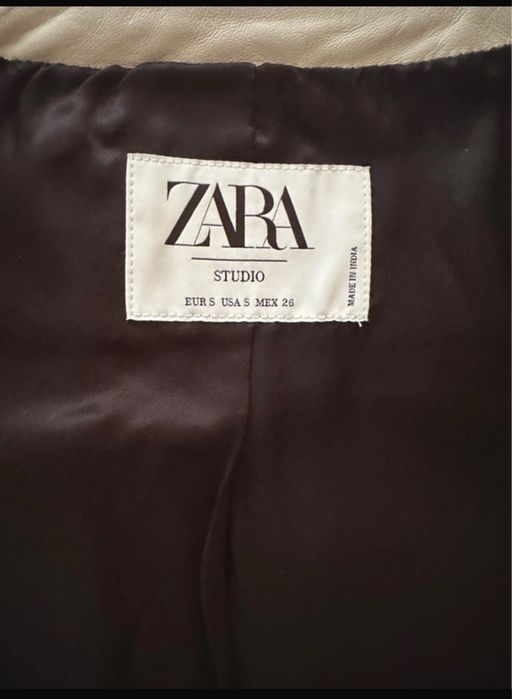 ZARA
STUDIO
EUR S USA S MEX 26
MADE IN INDIA